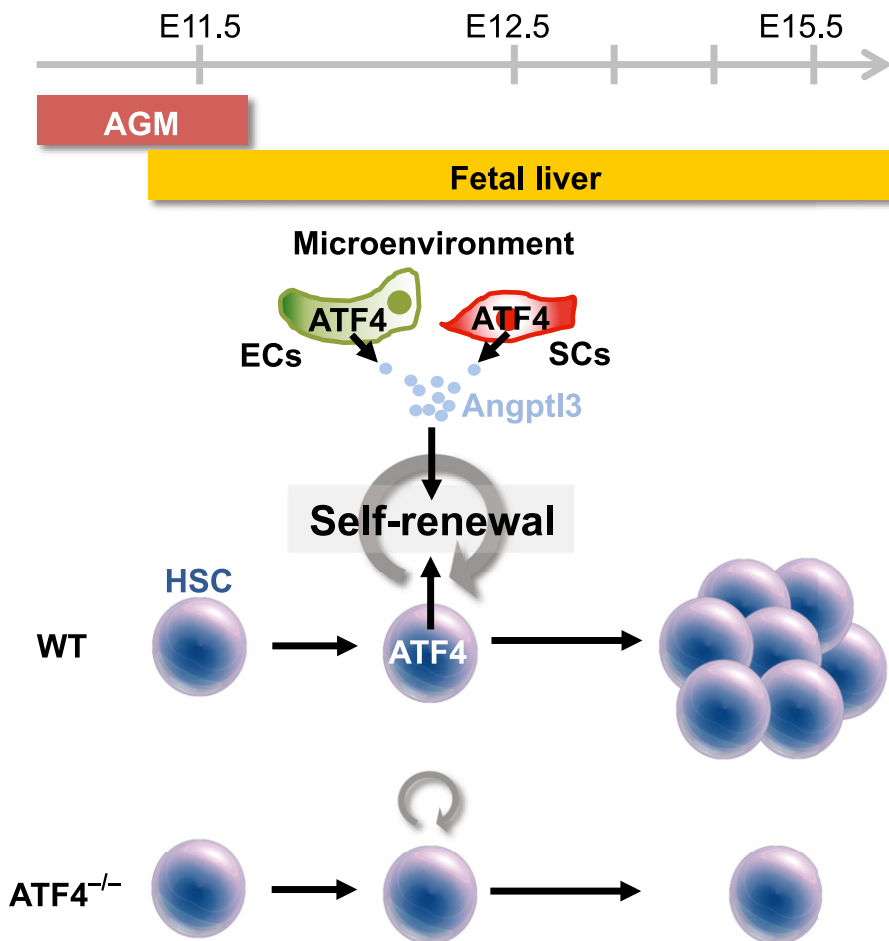 E11.5 E12.5 E15.5
AGM
Fetal liver
Microenvironment
ATF4 ATF4
ECs SCs
Angptl3
Self-renewal
HSC
WT ATF4
ATF4⁻/⁻